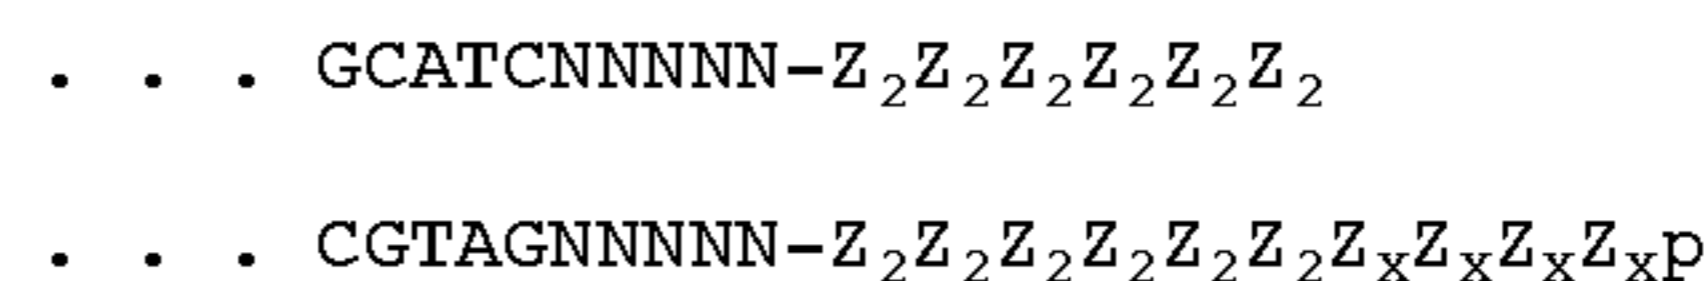 . . . GCATCNNNNN-Z₂Z₂Z₂Z₂Z₂Z₂
. . . CGTAGNNNNN-Z₂Z₂Z₂Z₂Z₂Z₂ZₓZₓZₓZₓp